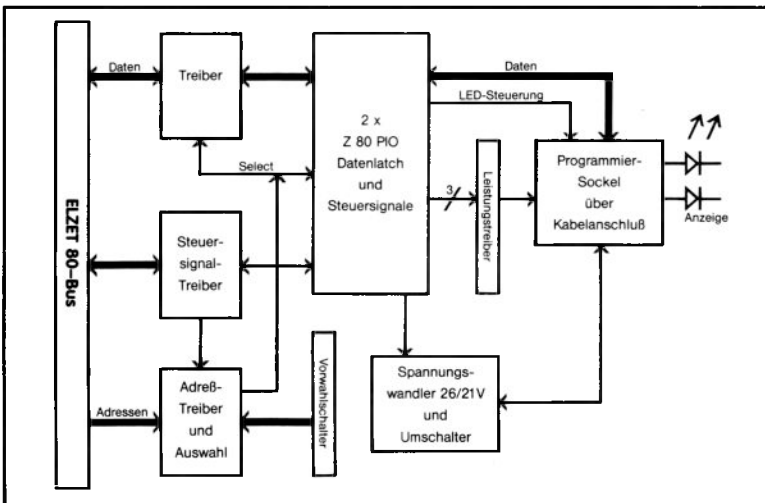 ELZET 80-Bus
Daten
Treiber
Select
Steuer-
signal-
Treiber
Adressen
Adreß-
Treiber
und
Auswahl
Vorwahlschalter
2 x
Z 80 PIO
Datenlatch
und
Steuersignale
Daten
LED-Steuerung
3
Leistungstreiber
Programmier-
Sockel
über
Kabelanschluß
Anzeige
Spannungs-
wandler 26/21V
und
Umschalter